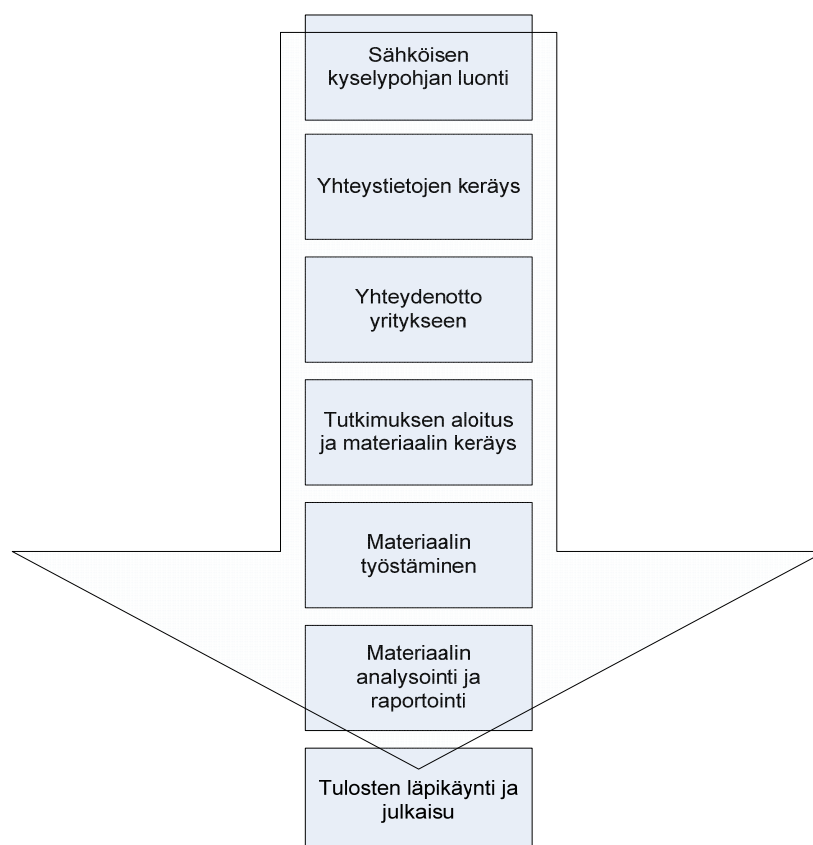 Sähköisen
kyselypohjan luonti
Yhteystietojen keräys
Yhteydenotto
yritykseen
Tutkimuksen aloitus
ja materiaalin keräys
Materiaalin
työstäminen
Materiaalin
analysointi ja
raportointi
Tulosten läpikäynti ja
julkaisu